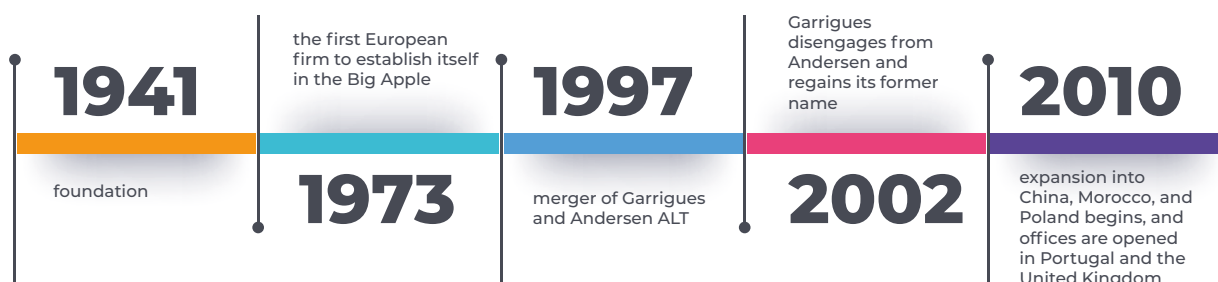 1941
foundation
the first European
firm to establish itself
in the Big Apple
1973
1997
merger of Garrigues
and Andersen ALT
Garrigues
disengages from
Andersen and
regains its former
name
2002
2010
expansion into
China, Morocco, and
Poland begins, and
offices are opened
in Portugal and the
United Kingdom